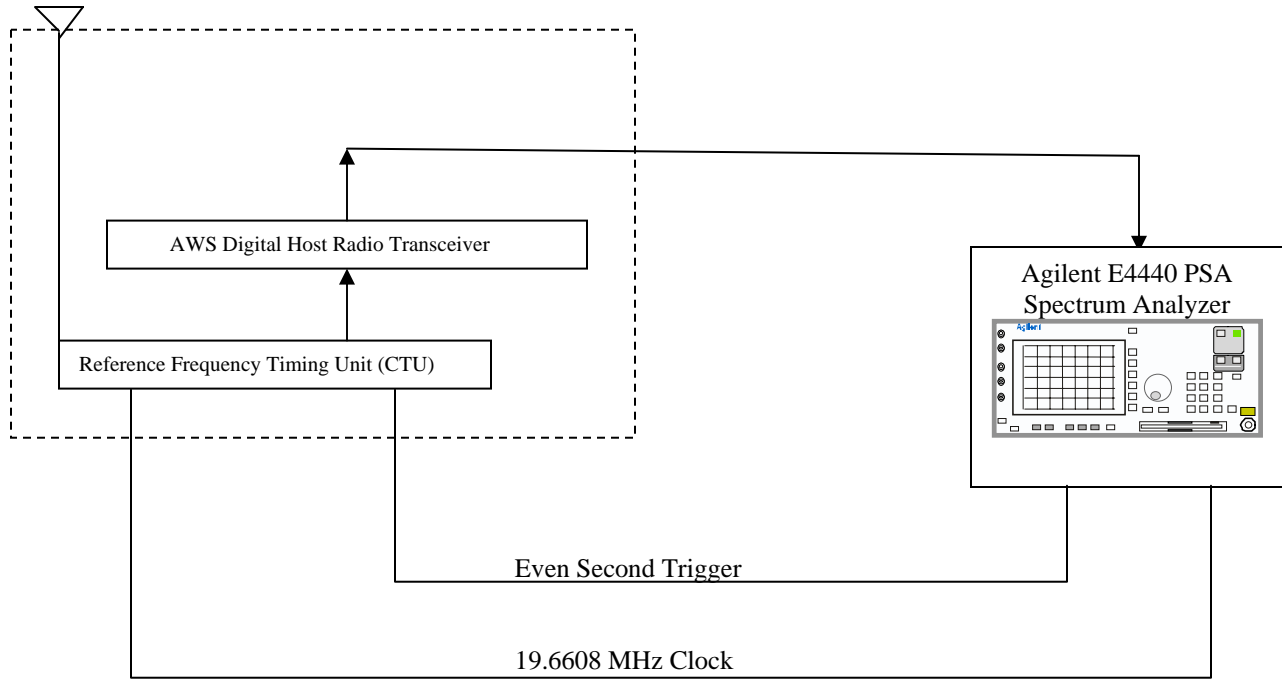 AWS Digital Host Radio Transceiver
Agilent E4440 PSA
Spectrum Analyzer
Agilent
Reference Frequency Timing Unit (CTU)
Even Second Trigger
19.6608 MHz Clock